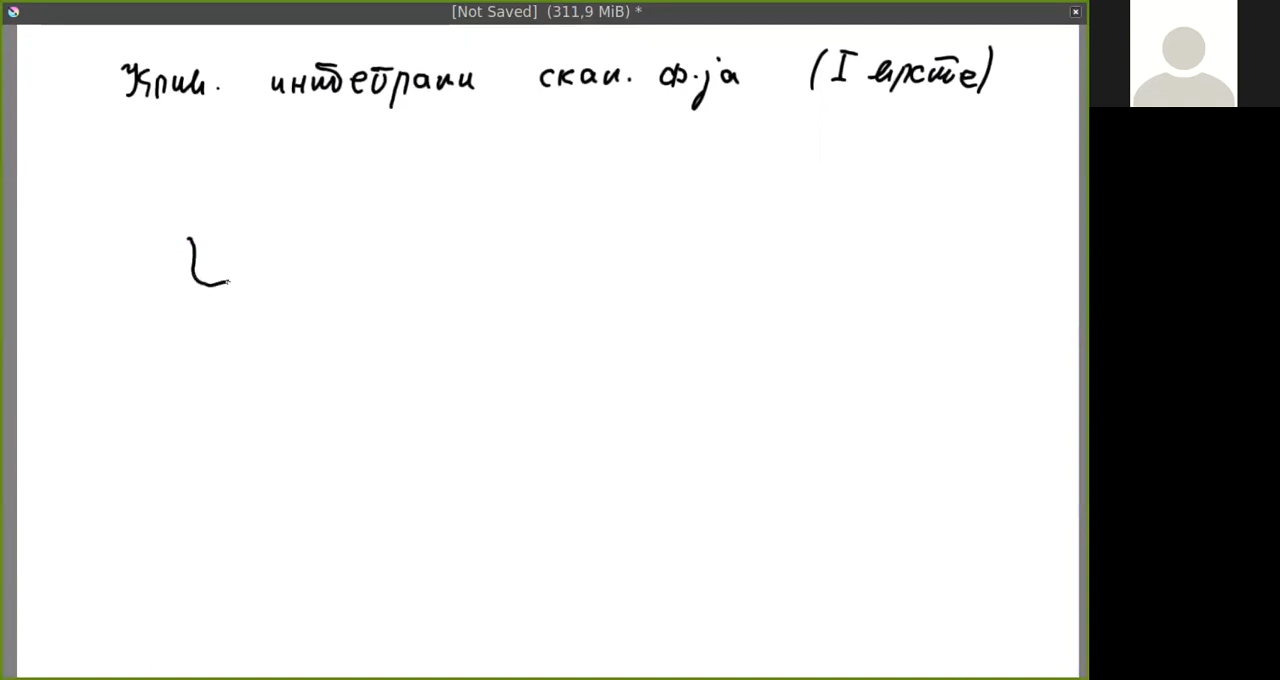 [Not Saved] (311,9 MiB) *
Крив. интеграли скал. ф-ја (I врсте)